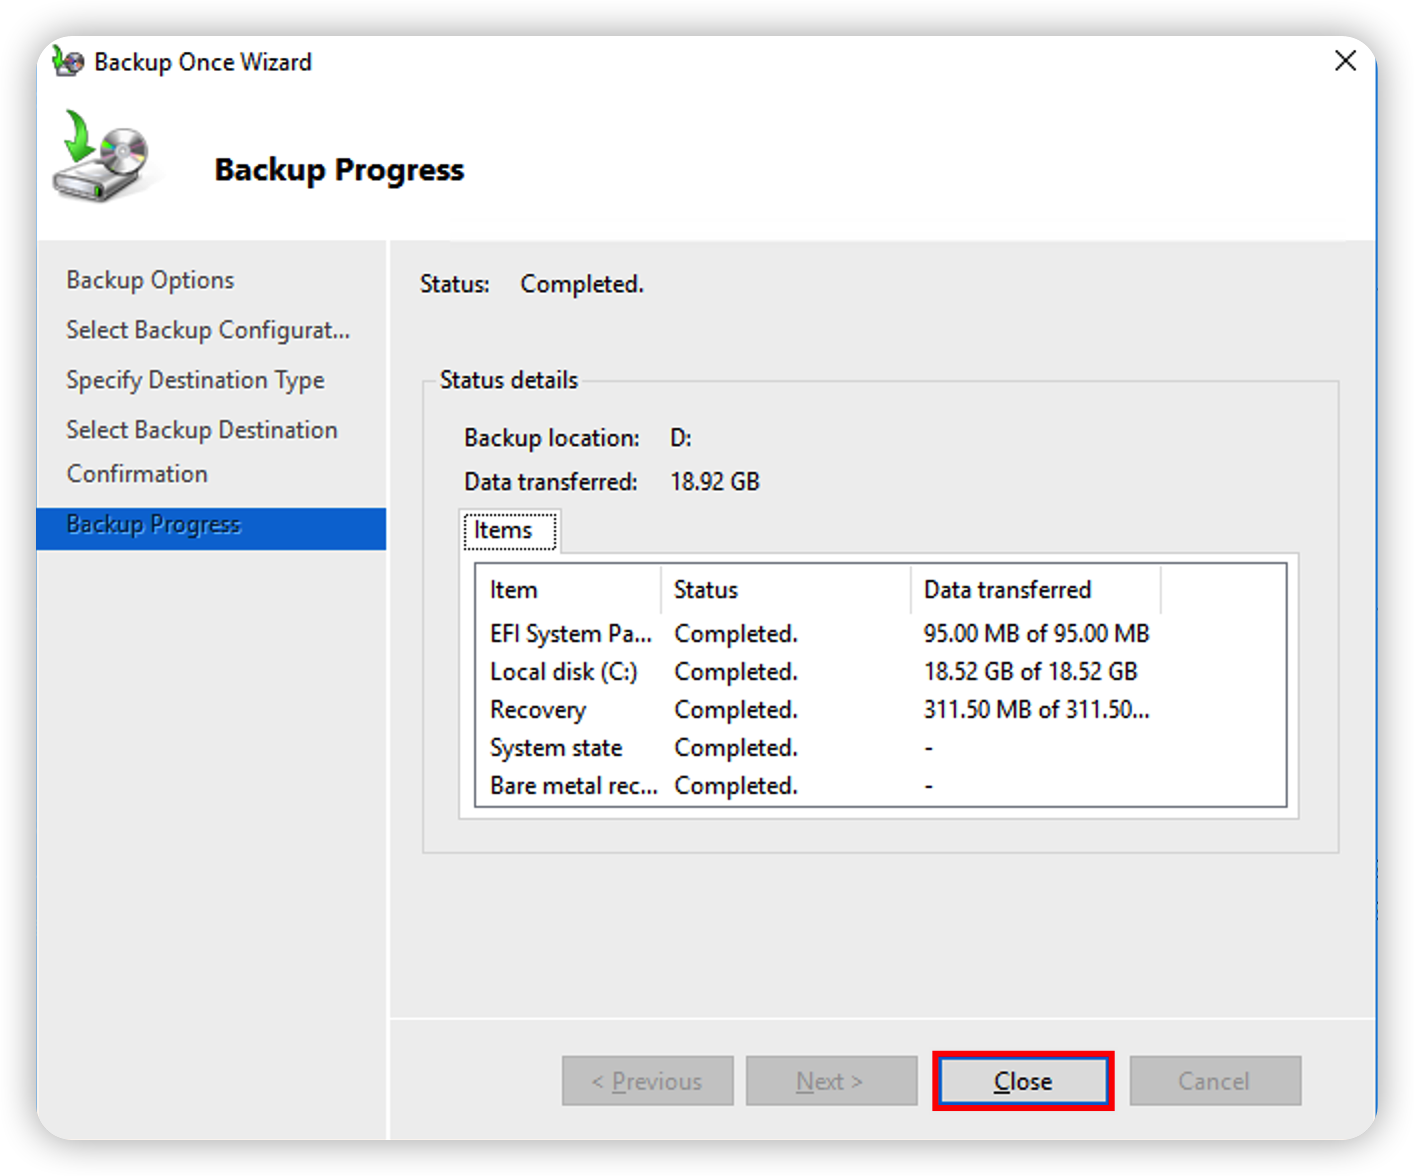 Backup Once Wizard
Backup Progress
Backup Options
Select Backup Configurat...
Specify Destination Type
Select Backup Destination
Confirmation
Backup Progress
Status: Completed.
Status details
Backup location: D:
Data transferred: 18.92 GB
Items
Item Status Data transferred
EFI System Pa... Completed. 95.00 MB of 95.00 MB
Local disk (C:) Completed. 18.52 GB of 18.52 GB
Recovery Completed. 311.50 MB of 311.50...
System state Completed. -
Bare metal rec... Completed. -
< Previous Next > Close Cancel